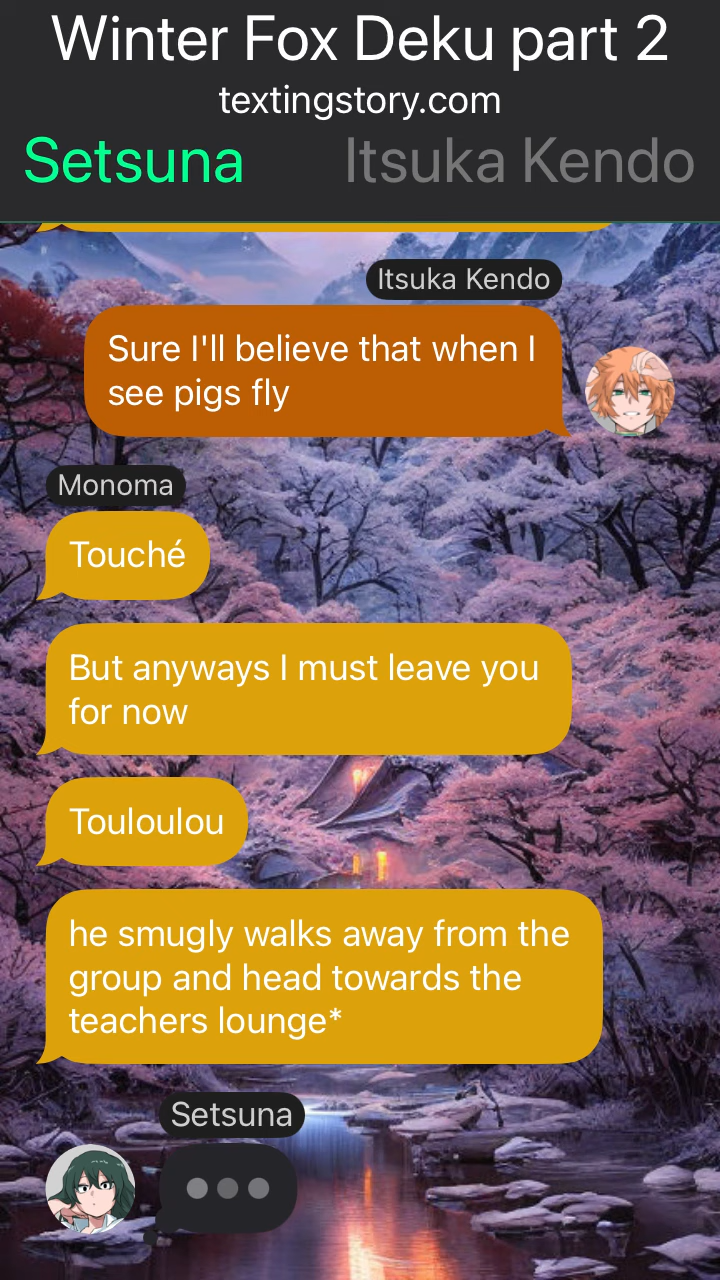 Winter Fox Deku part 2
textingstory.com
Setsuna
Itsuka Kendo
Itsuka Kendo
Sure I'll believe that when I
see pigs fly
Monoma
Touché
But anyways I must leave you
for now
Touloulou
he smugly walks away from the
group and head towards the
teachers lounge*
Setsuna